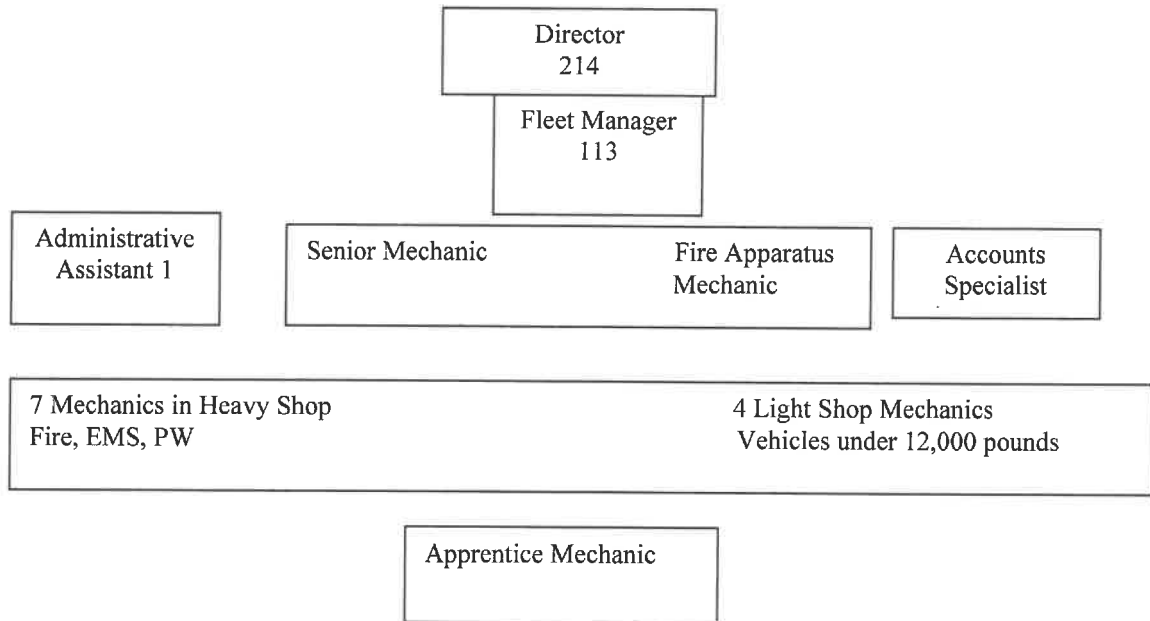 Director
214
Fleet Manager
113
Administrative
Assistant 1
Senior Mechanic
Fire Apparatus
Mechanic
Accounts
Specialist
7 Mechanics in Heavy Shop
Fire, EMS, PW
4 Light Shop Mechanics
Vehicles under 12,000 pounds
Apprentice Mechanic